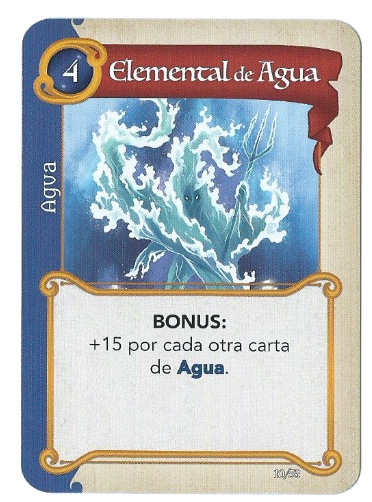 4
Elemental de Agua
Agua
BONUS:
+15 por cada otra carta
de Agua.
10/53